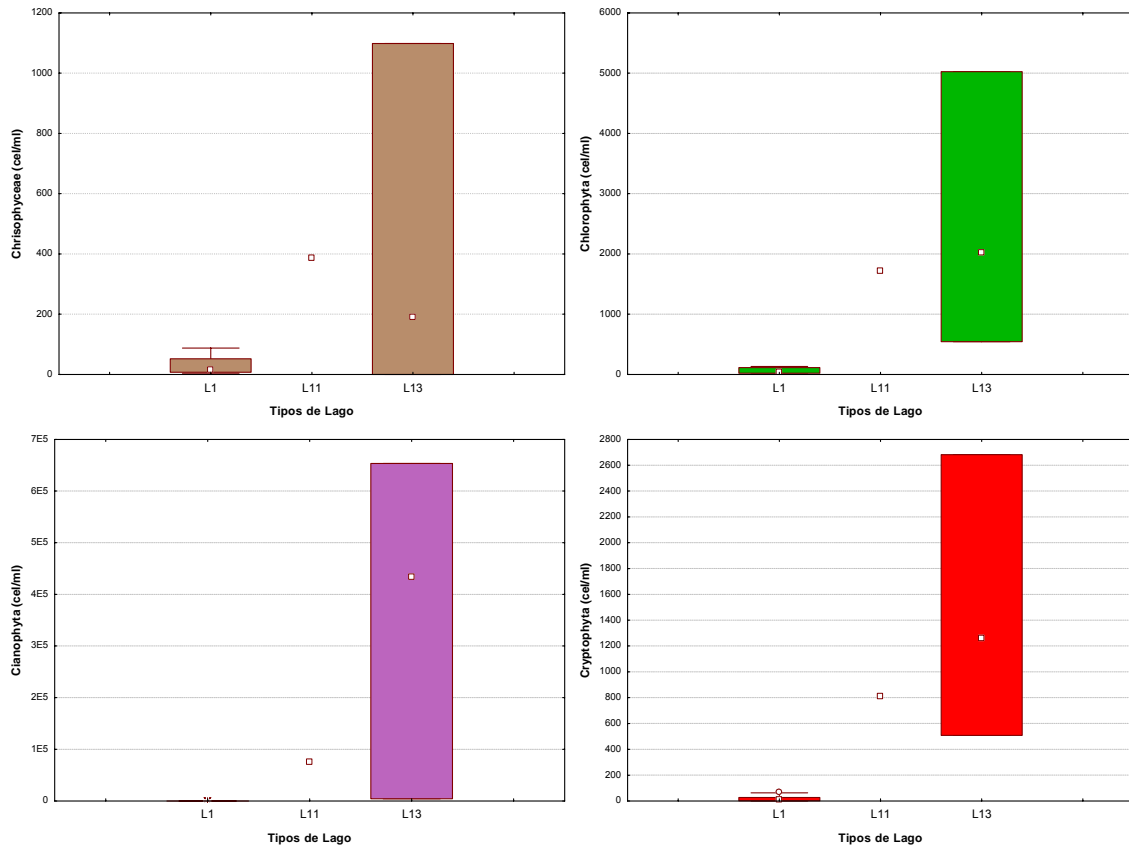 1200
1000
800
600
400
200
0
Chrisophyceae (cel/ml)
L1 L11 L13
Tipos de Lago
6000
5000
4000
3000
2000
1000
0
Chlorophyta (cel/ml)
L1 L11 L13
Tipos de Lago
7E5
6E5
5E5
4E5
3E5
2E5
1E5
0
Cianophyta (cel/ml)
L1 L11 L13
Tipos de Lago
2800
2600
2400
2200
2000
1800
1600
1400
1200
1000
800
600
400
200
0
Cryptophyta (cel/ml)
L1 L11 L13
Tipos de Lago